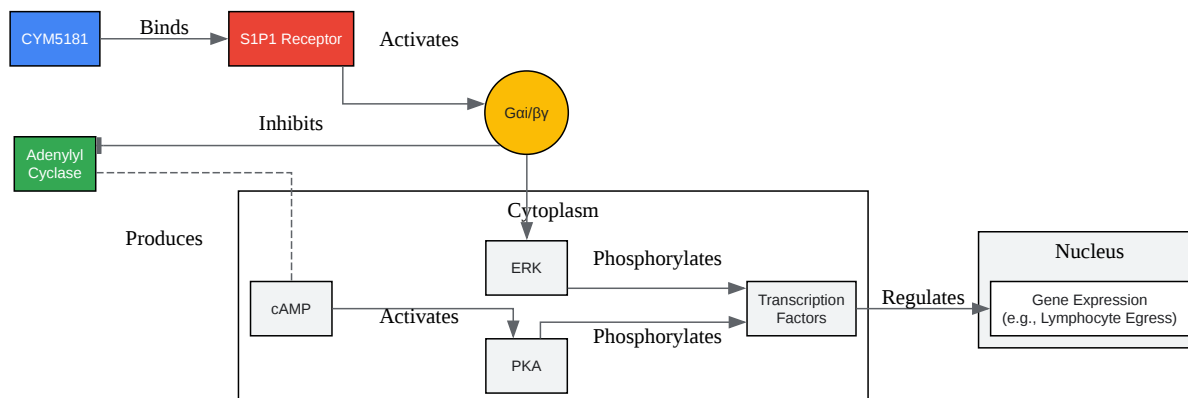 CYM5181
Binds
S1P1 Receptor
Activates
Gαi/βγ
Inhibits
Adenylyl
Cyclase
Produces
Cytoplasm
ERK
Phosphorylates
cAMP
Activates
PKA
Phosphorylates
Transcription
Factors
Regulates
Nucleus
Gene Expression
(e.g., Lymphocyte Egress)